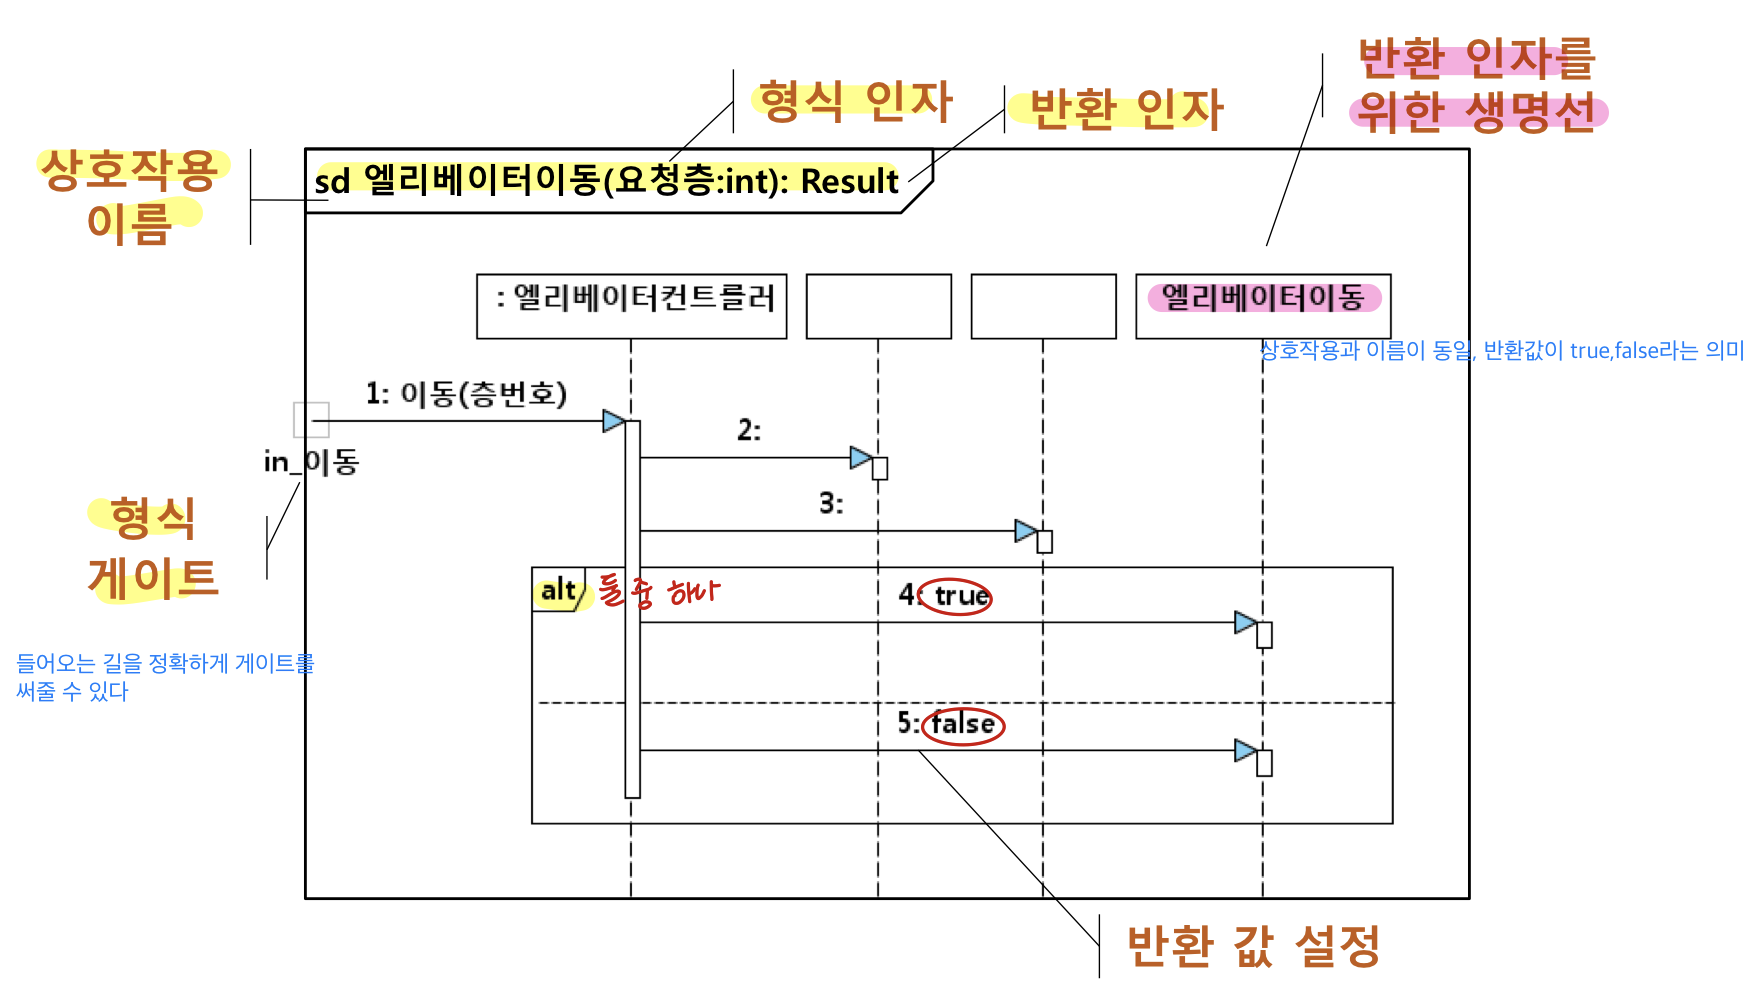 반환 인자를
위한 생명선
형식 인자
반환 인자
상호작용
이름
sd 엘리베이터이동(요청층:int): Result
: 엘리베이터컨트롤러
엘리베이터이동
상호작용과 이름이 동일, 반환값이 true,false라는 의미
1: 이동(층번호)
2:
in_이동
3:
형식
게이트
alt
둘 중 하나
4: true
들어오는 길을 정확하게 게이트를
써줄 수 있다
5: false
반환 값 설정